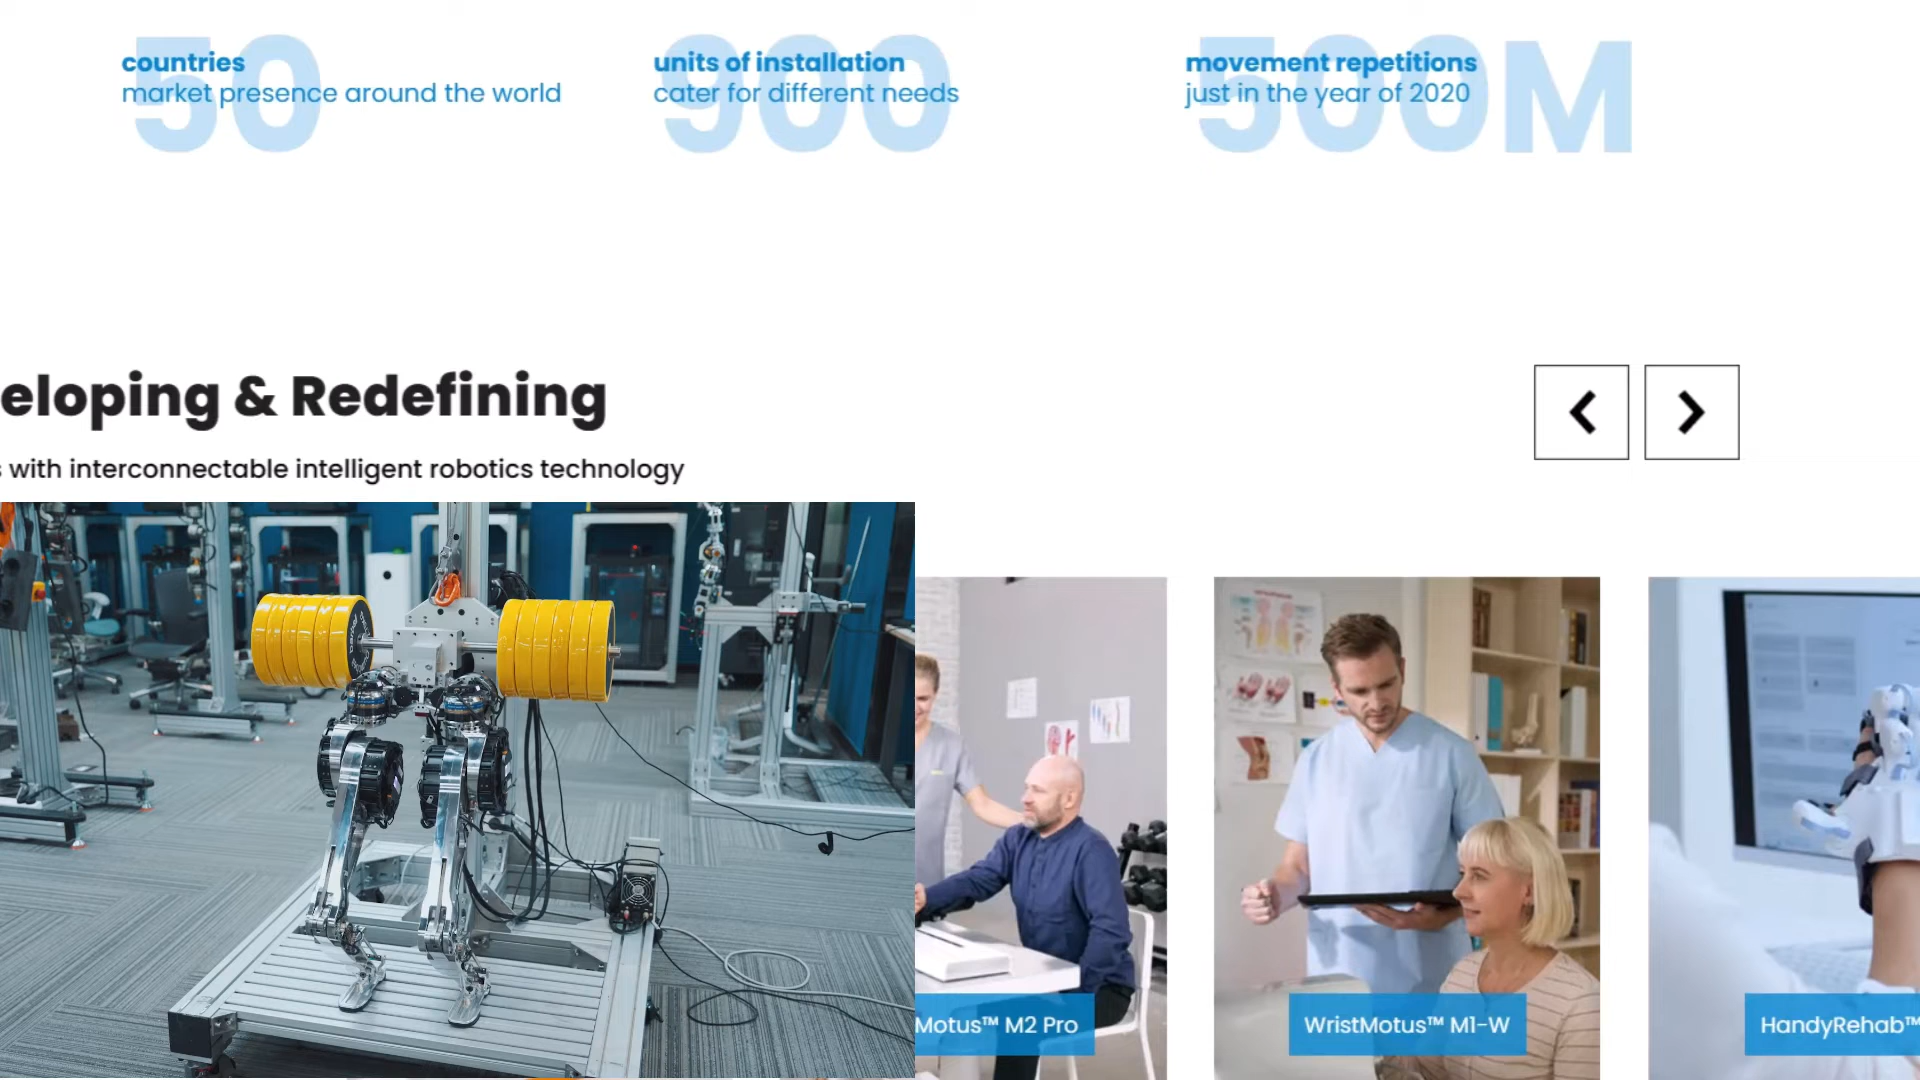 50
countries
market presence around the world
900
units of installation
cater for different needs
500M
movement repetitions
just in the year of 2020
eloping & Redefining
with interconnectable intelligent robotics technology
Motus™ M2 Pro
WristMotus™ M1-W
HandyRehab™